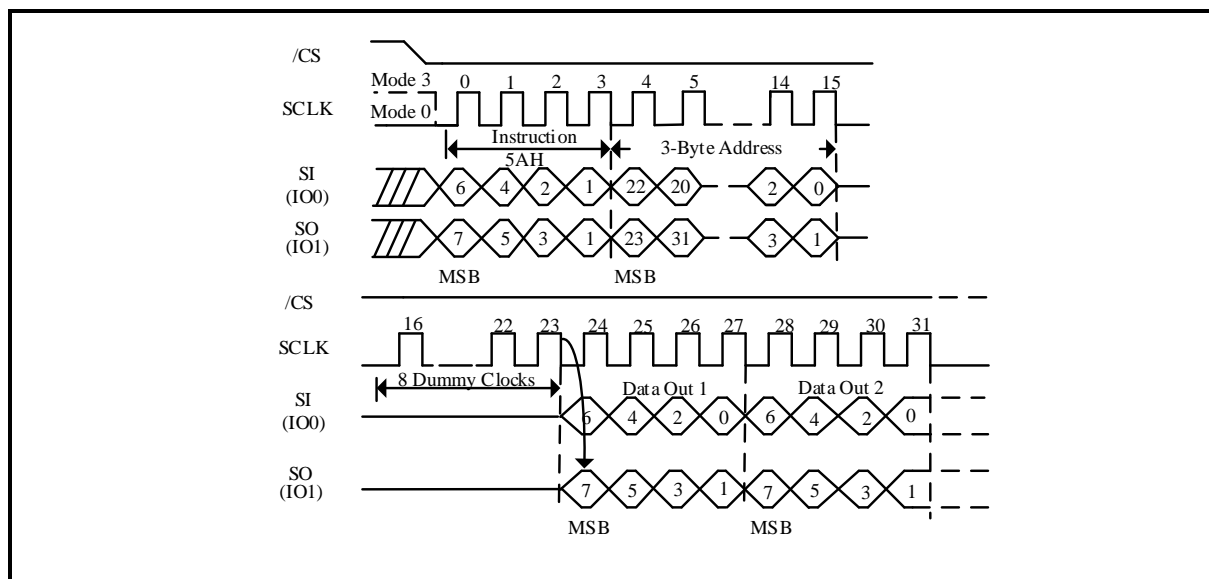 /CS
Mode 3 0 1 2 3 4 5 14 15
SCLK
Mode 0
Instruction
5AH
3-Byte Address
SI
(IO0)
6 4 2 1 22 20 2 0
SO
(IO1)
7 5 3 1 23 31 3 1
MSB MSB
/CS
16 22 23 24 25 26 27 28 29 30 31
SCLK
8 Dummy Clocks
Data Out 1 Data Out 2
SI
(IO0)
6 4 2 0 6 4 2 0
SO
(IO1)
7 5 3 1 7 5 3 1
MSB MSB